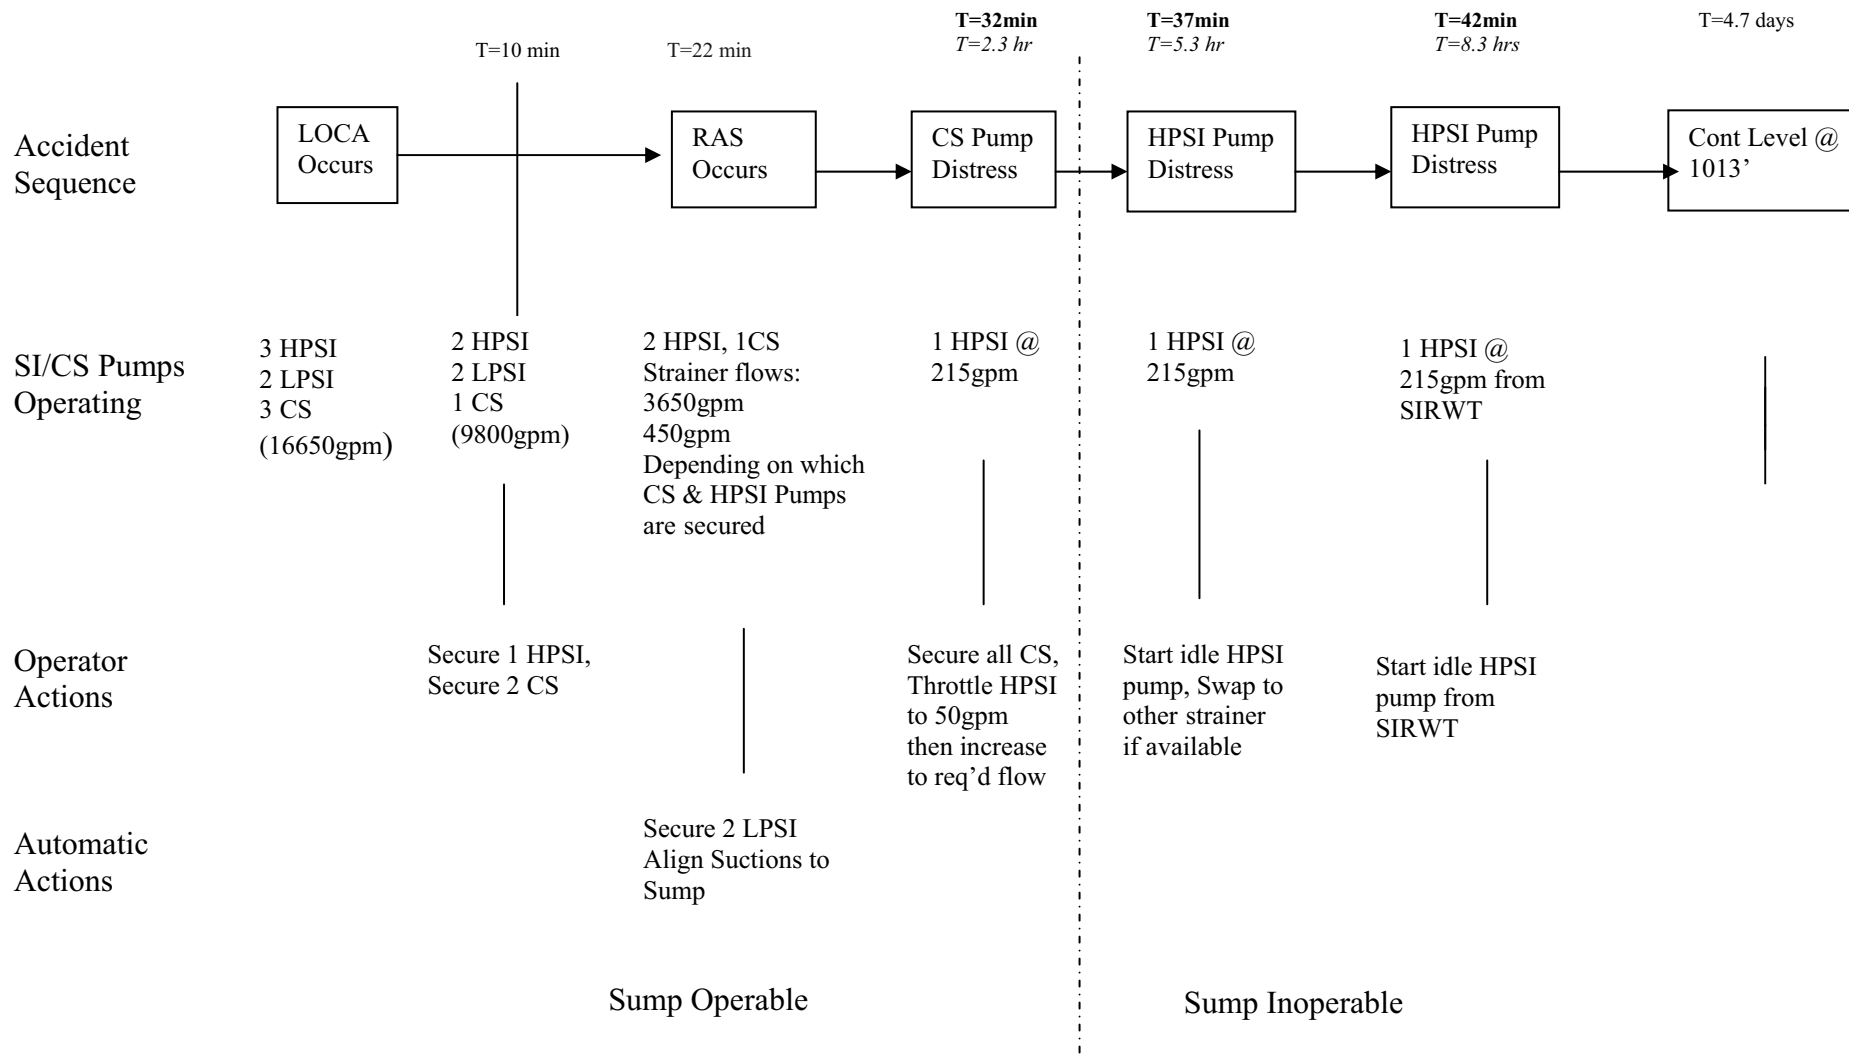 T=10 min
T=22 min
T=32min
T=2.3 hr
T=37min
T=5.3 hr
T=42min
T=8.3 hrs
T=4.7 days
Accident
Sequence
LOCA
Occurs
RAS
Occurs
CS Pump
Distress
HPSI Pump
Distress
HPSI Pump
Distress
Cont Level @
1013’
SI/CS Pumps
Operating
3 HPSI
2 LPSI
3 CS
(16650gpm)
2 HPSI
2 LPSI
1 CS
(9800gpm)
2 HPSI, 1CS
Strainer flows:
3650gpm
450gpm
Depending on which
CS & HPSI Pumps
are secured
1 HPSI @
215gpm
1 HPSI @
215gpm
1 HPSI @
215gpm from
SIRWT
Operator
Actions
Secure 1 HPSI,
Secure 2 CS
Secure all CS,
Throttle HPSI
to 50gpm
then increase
to req’d flow
Start idle HPSI
pump, Swap to
other strainer
if available
Start idle HPSI
pump from
SIRWT
Automatic
Actions
Secure 2 LPSI
Align Suctions to
Sump
Sump Operable
Sump Inoperable